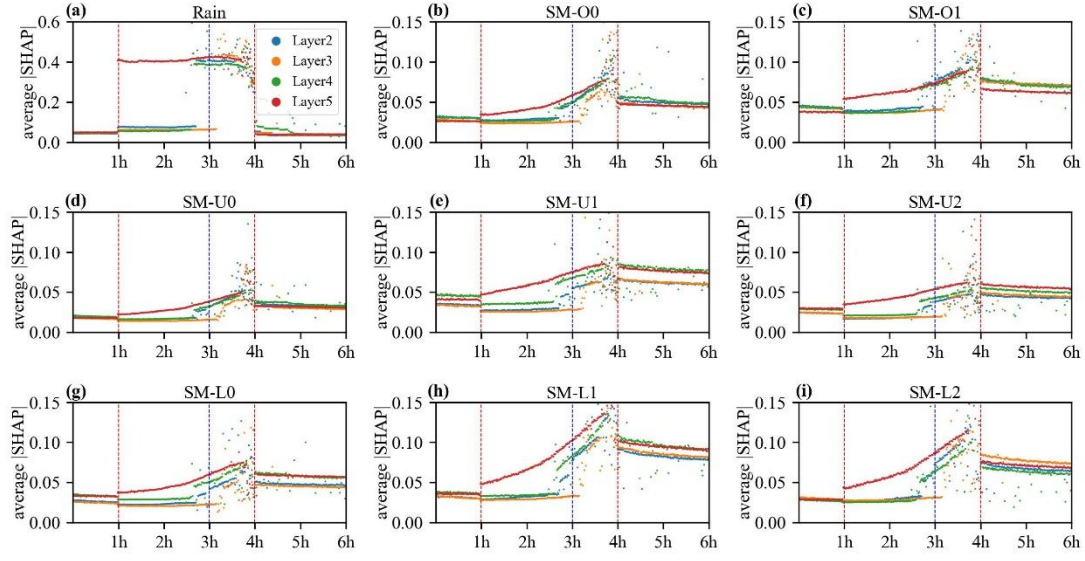 (a) Rain
average |SHAP|
0.6
0.4
0.2
0.0
Layer2
Layer3
Layer4
Layer5
1h 2h 3h 4h 5h 6h
(b) SM-O0
average |SHAP|
0.15
0.10
0.05
0.00
1h 2h 3h 4h 5h 6h
(c) SM-O1
average |SHAP|
0.15
0.10
0.05
0.00
1h 2h 3h 4h 5h 6h
(d) SM-U0
average |SHAP|
0.15
0.10
0.05
0.00
1h 2h 3h 4h 5h 6h
(e) SM-U1
average |SHAP|
0.15
0.10
0.05
0.00
1h 2h 3h 4h 5h 6h
(f) SM-U2
average |SHAP|
0.15
0.10
0.05
0.00
1h 2h 3h 4h 5h 6h
(g) SM-L0
average |SHAP|
0.15
0.10
0.05
0.00
1h 2h 3h 4h 5h 6h
(h) SM-L1
average |SHAP|
0.15
0.10
0.05
0.00
1h 2h 3h 4h 5h 6h
(i) SM-L2
average |SHAP|
0.15
0.10
0.05
0.00
1h 2h 3h 4h 5h 6h